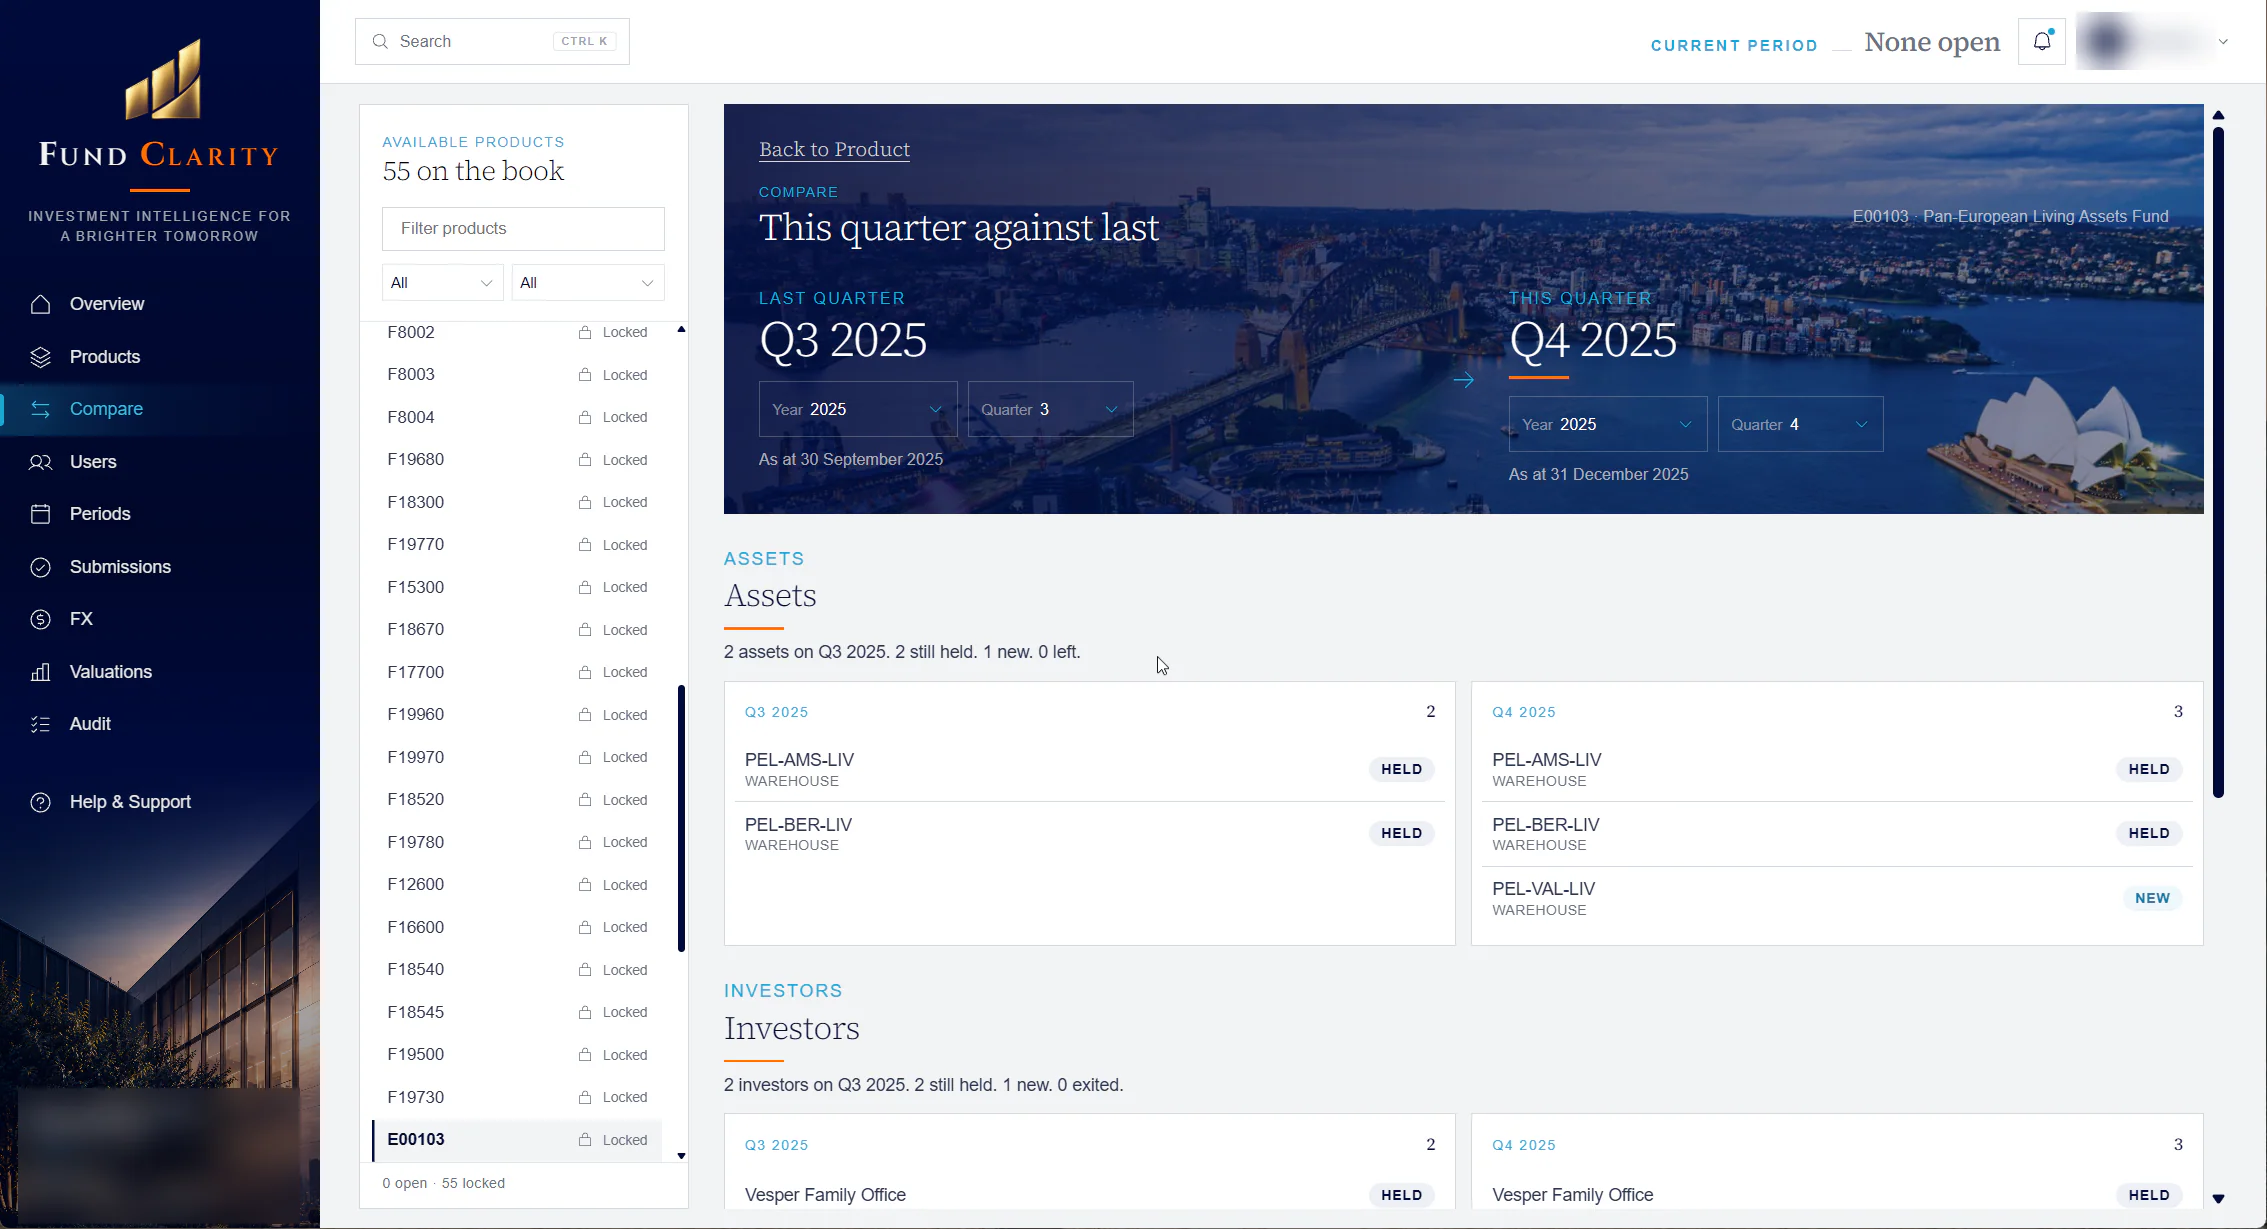 FUND CLARITY
INVESTMENT INTELLIGENCE FOR
A BRIGHTER TOMORROW
Overview
Products
Compare
Users
Periods
Submissions
FX
Valuations
Audit
Help & Support
Search CTRL K
CURRENT PERIOD None open
AVAILABLE PRODUCTS
55 on the book
Filter products
All All
F8002 Locked
F8003 Locked
F8004 Locked
F19680 Locked
F18300 Locked
F19770 Locked
F15300 Locked
F18670 Locked
F17700 Locked
F19960 Locked
F19970 Locked
F18520 Locked
F19780 Locked
F12600 Locked
F16600 Locked
F18540 Locked
F18545 Locked
F19500 Locked
F19730 Locked
E00103 Locked
0 open · 55 locked
Back to Product
COMPARE
This quarter against last
E00103 · Pan-European Living Assets Fund
LAST QUARTER
Q3 2025
Year 2025 Quarter 3
As at 30 September 2025
THIS QUARTER
Q4 2025
Year 2025 Quarter 4
As at 31 December 2025
ASSETS
Assets
2 assets on Q3 2025. 2 still held. 1 new. 0 left.
Q3 2025 2
PEL-AMS-LIV HELD
WAREHOUSE
PEL-BER-LIV HELD
WAREHOUSE
Q4 2025 3
PEL-AMS-LIV HELD
WAREHOUSE
PEL-BER-LIV HELD
WAREHOUSE
PEL-VAL-LIV NEW
WAREHOUSE
INVESTORS
Investors
2 investors on Q3 2025. 2 still held. 1 new. 0 exited.
Q3 2025 2
Vesper Family Office HELD
Q4 2025 3
Vesper Family Office HELD